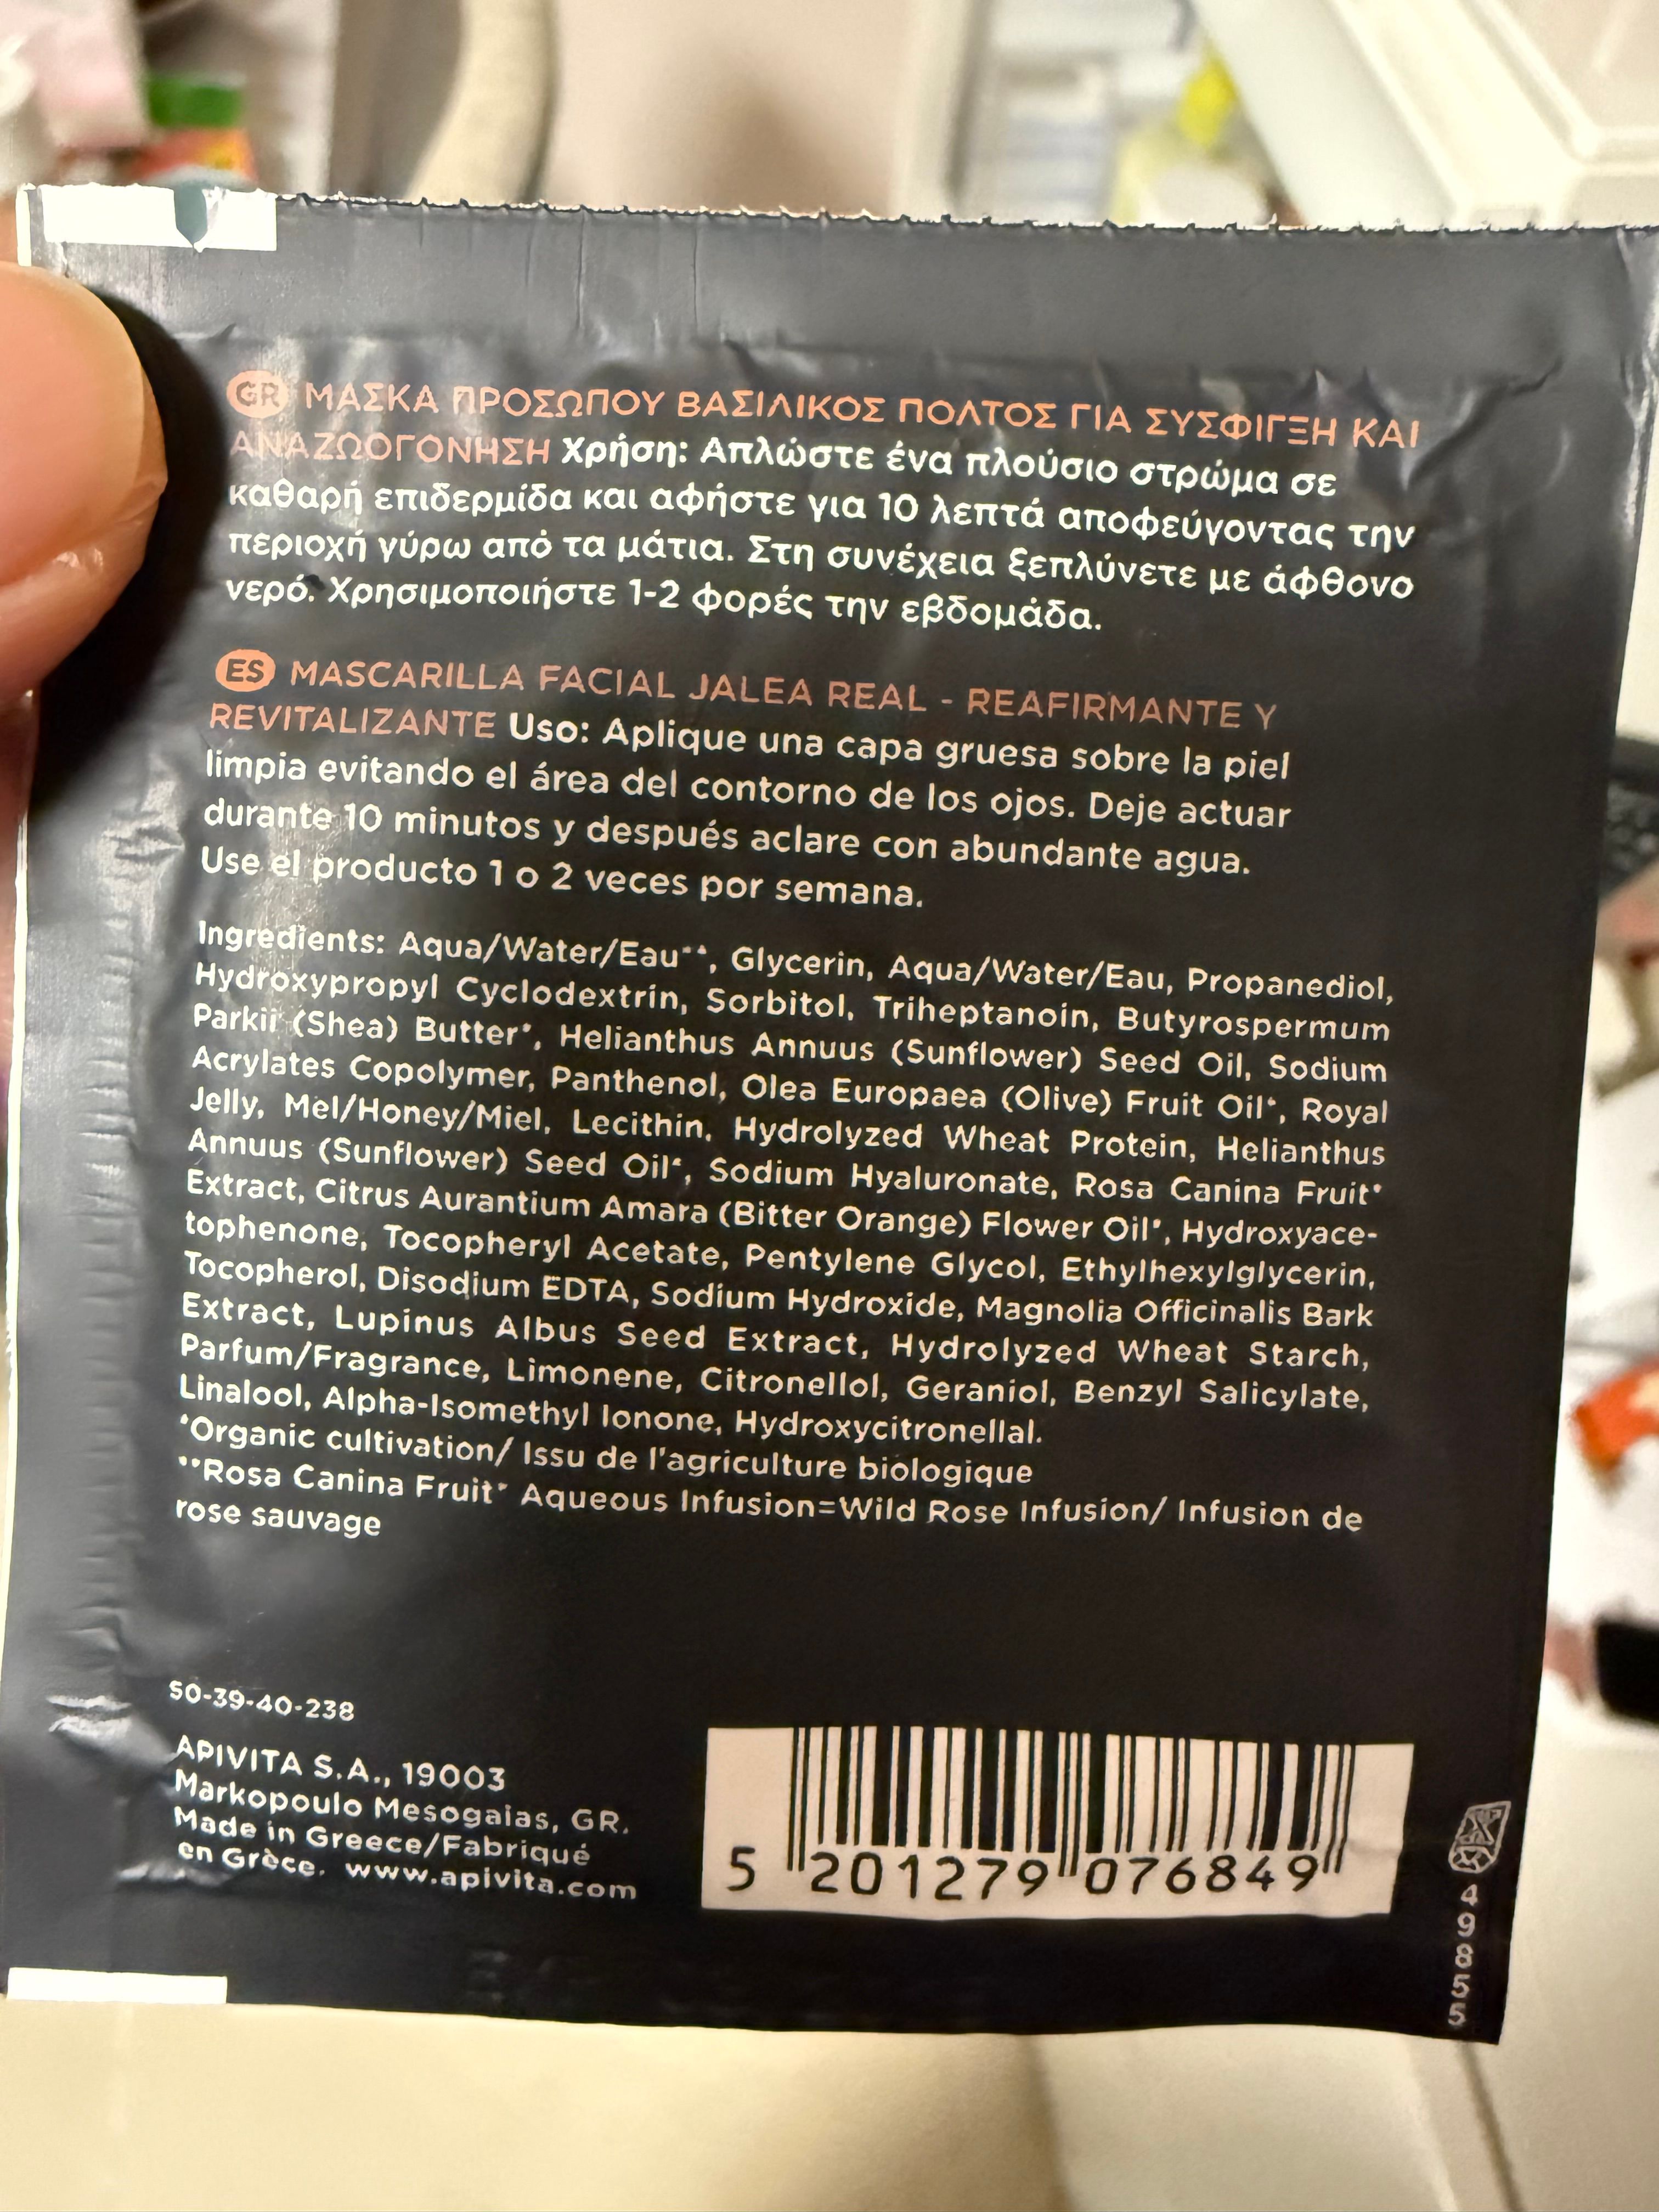 GR ΜΑΣΚΑ ΠΡΟΣΩΠΟΥ ΒΑΣΙΛΙΚΟΣ ΠΟΛΤΟΣ ΓΙΑ ΣΥΣΦΙΓΞΗ ΚΑΙ
ΑΝΑΖΩΟΓΟΝΗΣΗ Χρήση: Απλώστε ένα πλούσιο στρώμα σε
καθαρή επιδερμίδα και αφήστε για 10 λεπτά αποφεύγοντας την
περιοχή γύρω από τα μάτια. Στη συνέχεια ξεπλύνετε με άφθονο
νερό. Χρησιμοποιήστε 1-2 φορές την εβδομάδα.
ES MASCARILLA FACIAL JALEA REAL - REAFIRMANTE Y
REVITALIZANTE Uso: Aplique una capa gruesa sobre la piel
limpia evitando el área del contorno de los ojos. Deje actuar
durante 10 minutos y después aclare con abundante agua.
Use el producto 1 o 2 veces por semana.
Ingredients: Aqua/Water/Eau**, Glycerin, Aqua/Water/Eau, Propanediol,
Hydroxypropyl Cyclodextrin, Sorbitol, Triheptanoin, Butyrospermum
Parkii (Shea) Butter*, Helianthus Annuus (Sunflower) Seed Oil, Sodium
Acrylates Copolymer, Panthenol, Olea Europaea (Olive) Fruit Oil*, Royal
Jelly, Mel/Honey/Miel, Lecithin, Hydrolyzed Wheat Protein, Helianthus
Annuus (Sunflower) Seed Oil*, Sodium Hyaluronate, Rosa Canina Fruit*
Extract, Citrus Aurantium Amara (Bitter Orange) Flower Oil*, Hydroxyace-
tophenone, Tocopheryl Acetate, Pentylene Glycol, Ethylhexylglycerin,
Tocopherol, Disodium EDTA, Sodium Hydroxide, Magnolia Officinalis Bark
Extract, Lupinus Albus Seed Extract, Hydrolyzed Wheat Starch,
Parfum/Fragrance, Limonene, Citronellol, Geraniol, Benzyl Salicylate,
Linalool, Alpha-Isomethyl Ionone, Hydroxycitronellal.
*Organic cultivation/ Issu de l'agriculture biologique
**Rosa Canina Fruit* Aqueous Infusion=Wild Rose Infusion/ Infusion de
rose sauvage
50-39-40-238
APIVITA S.A., 19003
Markopoulo Mesogaias, GR.
Made in Greece/Fabriqué
en Grèce. www.apivita.com
5 201279 076849
49855